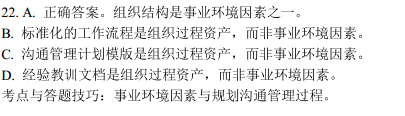 22. A. 正确答案。组织结构是事业环境因素之一。
B. 标准化的工作流程是组织过程资产，而非事业环境因素。
C. 沟通管理计划模版是组织过程资产，而非事业环境因素。
D. 经验教训文档是组织过程资产，而非事业环境因素。
考点与答题技巧：事业环境因素与规划沟通管理过程。